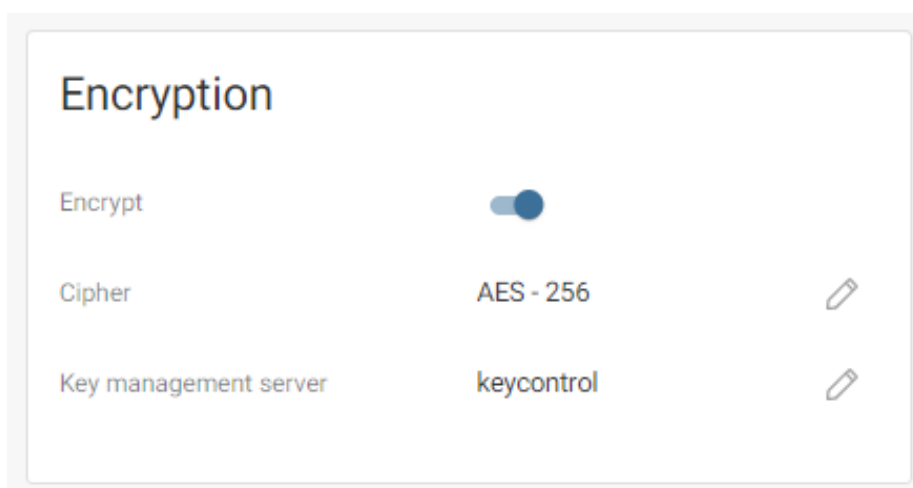 Encryption
Encrypt
Cipher AES - 256
Key management server keycontrol